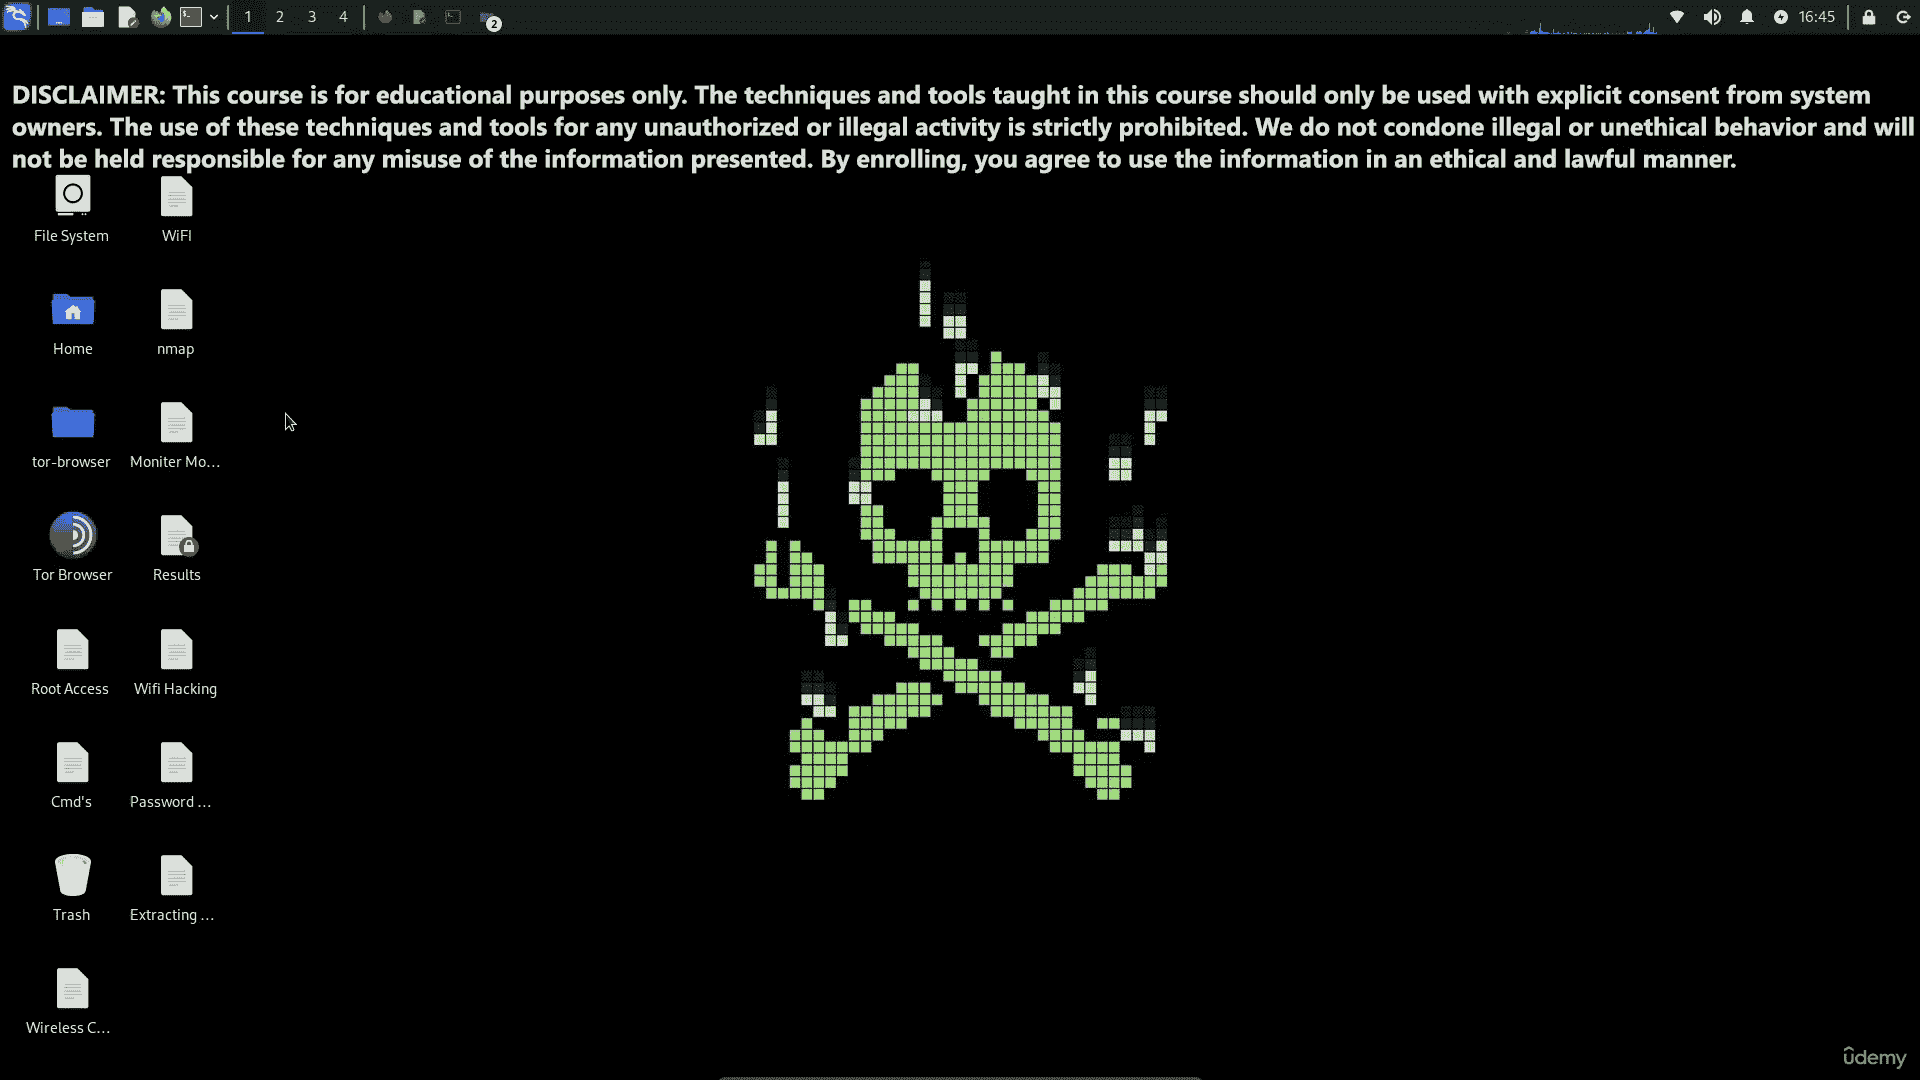 1 2 3 4 2 16:45
DISCLAIMER: This course is for educational purposes only. The techniques and tools taught in this course should only be used with explicit consent from system
owners. The use of these techniques and tools for any unauthorized or illegal activity is strictly prohibited. We do not condone illegal or unethical behavior and will
not be held responsible for any misuse of the information presented. By enrolling, you agree to use the information in an ethical and lawful manner.
File System WiFI
Home nmap
tor-browser Moniter Mo...
Tor Browser Results
Root Access Wifi Hacking
Cmd's Password ...
Trash Extracting ...
Wireless C...
ûdemy